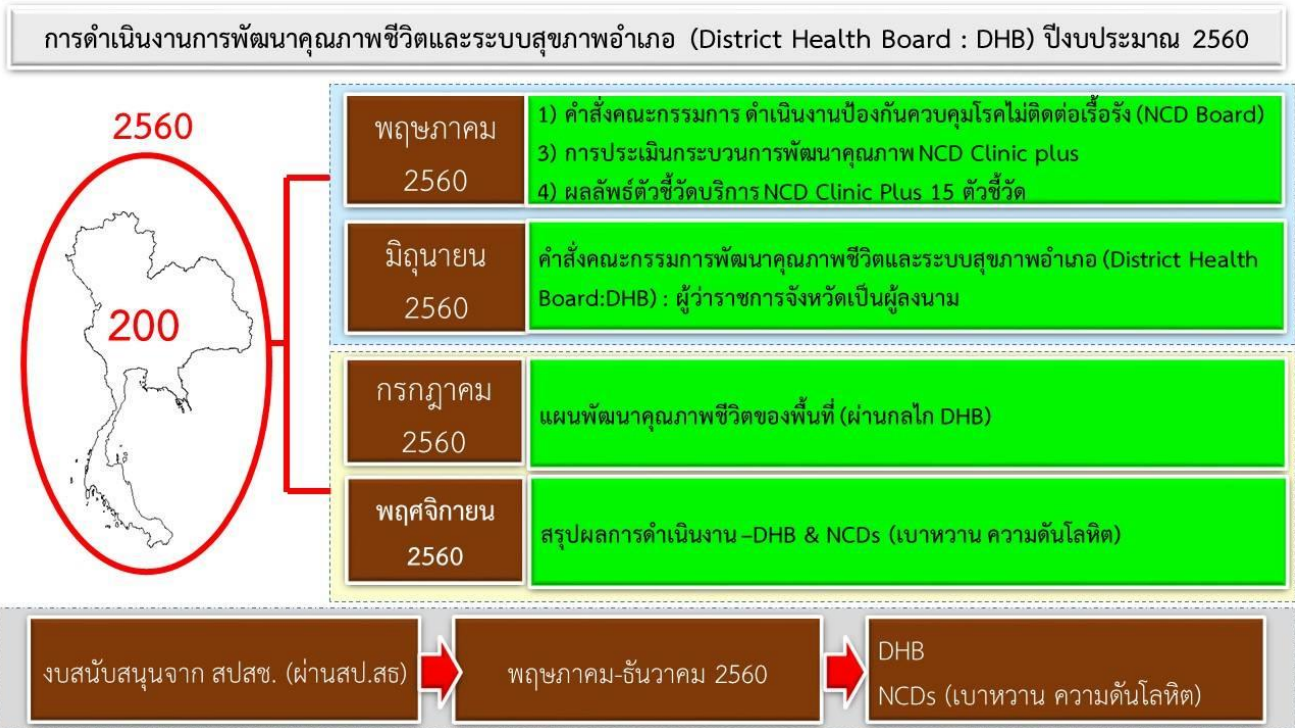 การดำเนินงานการพัฒนาคุณภาพชีวิตและระบบสุขภาพอำเภอ (District Health Board : DHB) ปีงบประมาณ 2560
2560
200
พฤษภาคม
2560
1) คำสั่งคณะกรรมการ ดำเนินงานป้องกันควบคุมโรคไม่ติดต่อเรื้อรัง (NCD Board)
3) การประเมินกระบวนการพัฒนาคุณภาพ NCD Clinic plus
4) ผลลัพธ์ตัวชี้วัดบริการ NCD Clinic Plus 15 ตัวชี้วัด
มิถุนายน
2560
คำสั่งคณะกรรมการพัฒนาคุณภาพชีวิตและระบบสุขภาพอำเภอ (District Health
Board:DHB) : ผู้ว่าราชการจังหวัดเป็นผู้ลงนาม
กรกฎาคม
2560
แผนพัฒนาคุณภาพชีวิตของพื้นที่ (ผ่านกลไก DHB)
พฤศจิกายน
2560
สรุปผลการดำเนินงาน –DHB & NCDs (เบาหวาน ความดันโลหิต)
งบสนับสนุนจาก สปสช. (ผ่านสป.สธ)
พฤษภาคม-ธันวาคม 2560
DHB
NCDs (เบาหวาน ความดันโลหิต)